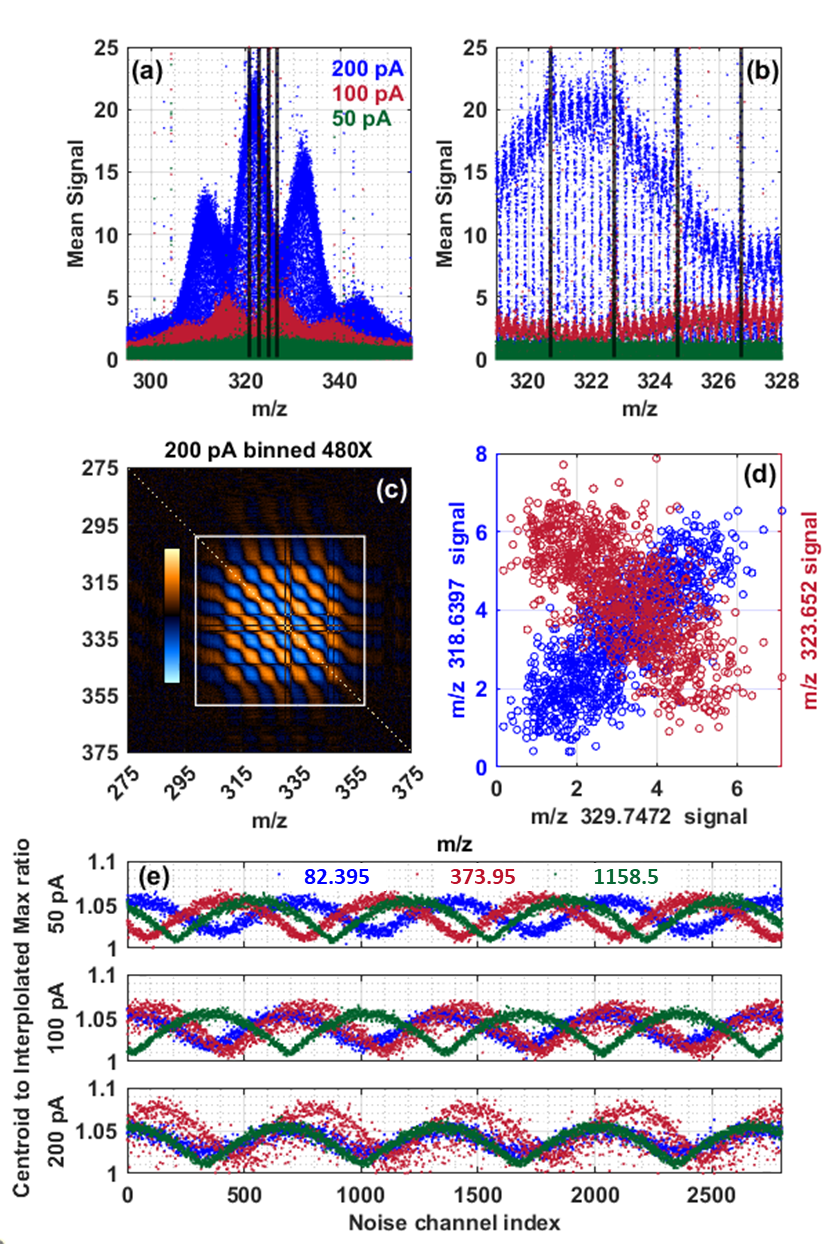 (a)
200 pA
100 pA
50 pA
25
20
15
10
5
0
Mean Signal
300 320 340
m/z
(b)
25
20
15
10
5
0
Mean Signal
320 322 324 326 328
m/z
200 pA binned 480X
(c)
275
295
315
335
355
375
275 295 315 335 355 375
m/z
(d)
8
6
4
2
0
m/z 318.6397 signal
m/z 323.652 signal
0 2 4 6
m/z 329.7472 signal
m/z
(e)
82.395 373.95 1158.5
Centroid to Interplolated Max ratio
50 pA
1.1
1.05
1
100 pA
1.1
1.05
1
200 pA
1.1
1.05
1
0 500 1000 1500 2000 2500
Noise channel index